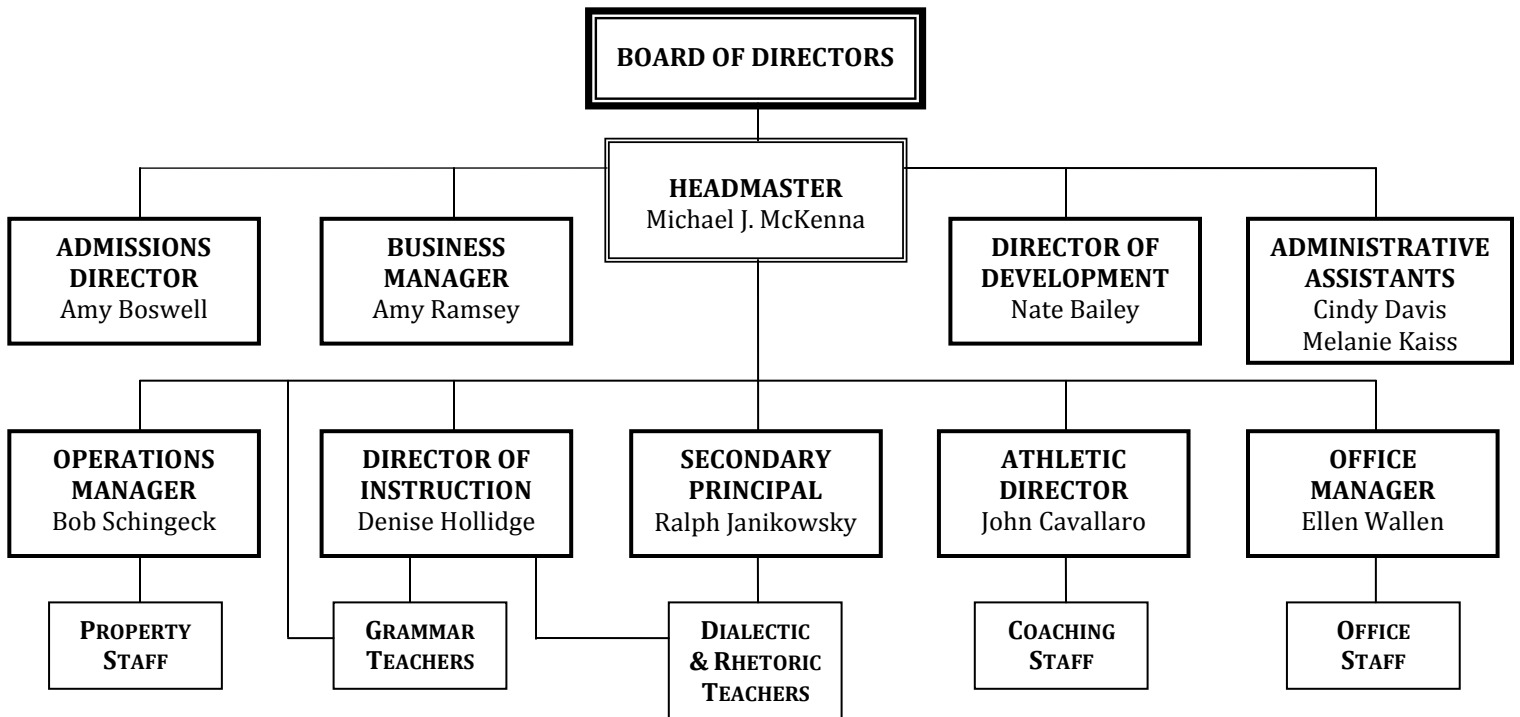 BOARD OF DIRECTORS
HEADMASTER
Michael J. McKenna
ADMISSIONS
DIRECTOR
Amy Boswell
BUSINESS
MANAGER
Amy Ramsey
DIRECTOR OF
DEVELOPMENT
Nate Bailey
ADMINISTRATIVE
ASSISTANTS
Cindy Davis
Melanie Kaiss
OPERATIONS
MANAGER
Bob Schingeck
DIRECTOR OF
INSTRUCTION
Denise Hollidge
SECONDARY
PRINCIPAL
Ralph Janikowsky
ATHLETIC
DIRECTOR
John Cavallaro
OFFICE
MANAGER
Ellen Wallen
PROPERTY
STAFF
GRAMMAR
TEACHERS
DIALECTIC
& RHETORIC
TEACHERS
COACHING
STAFF
OFFICE
STAFF